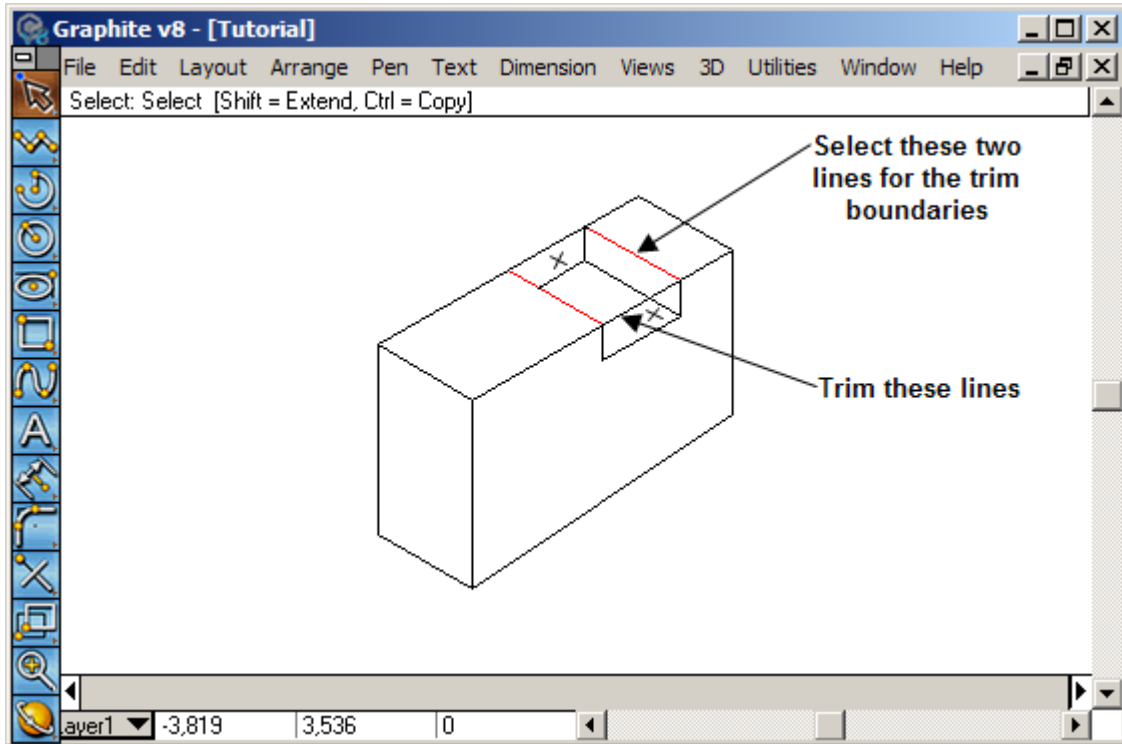 Graphite v8 - [Tutorial]
File Edit Layout Arrange Pen Text Dimension Views 3D Utilities Window Help
Select: Select [Shift = Extend, Ctrl = Copy]
Select these two
lines for the trim
boundaries
Trim these lines
A
ayer1 -3,819 3,536 0